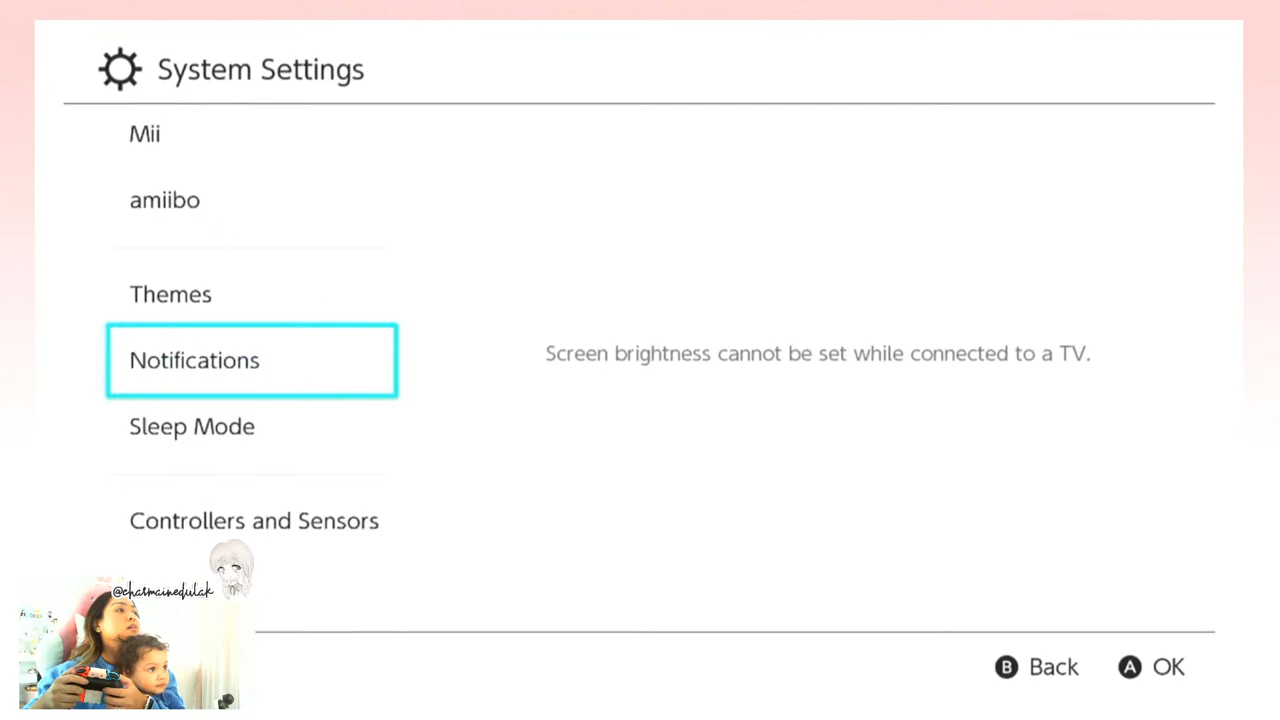 System Settings
Mii
amiibo
Themes
Notifications
Screen brightness cannot be set while connected to a TV.
Sleep Mode
Controllers and Sensors
@charmainedulak
B Back A OK